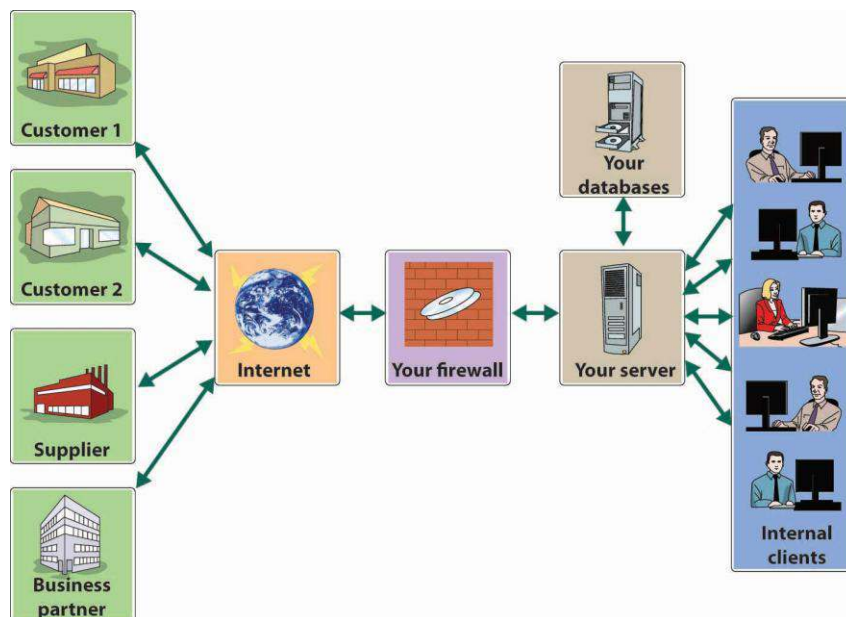 Customer 1
Customer 2
Supplier
Business
partner
Internet
Your firewall
Your
databases
Your server
Internal
clients